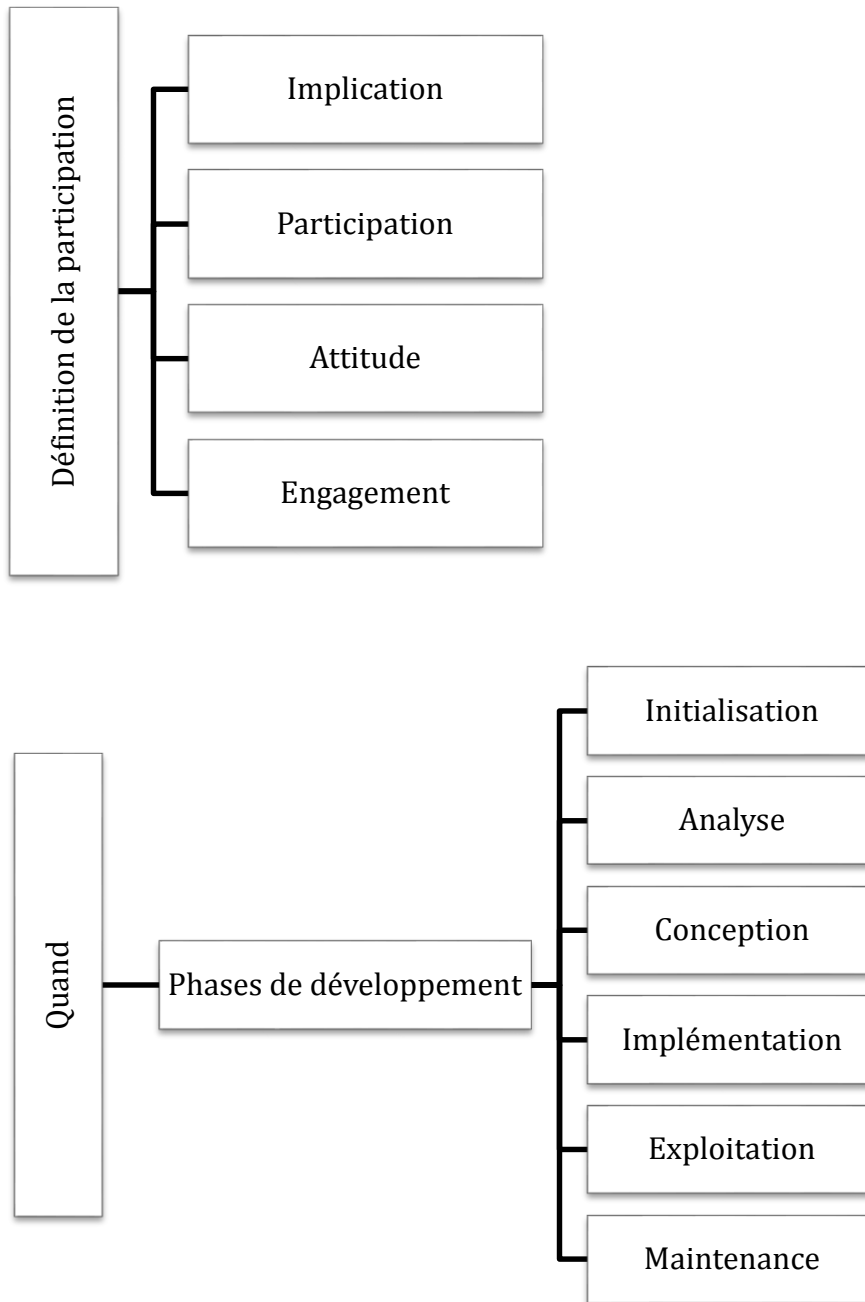 Définition de la participation
Implication
Participation
Attitude
Engagement
Quand
Phases de développement
Initialisation
Analyse
Conception
Implémentation
Exploitation
Maintenance